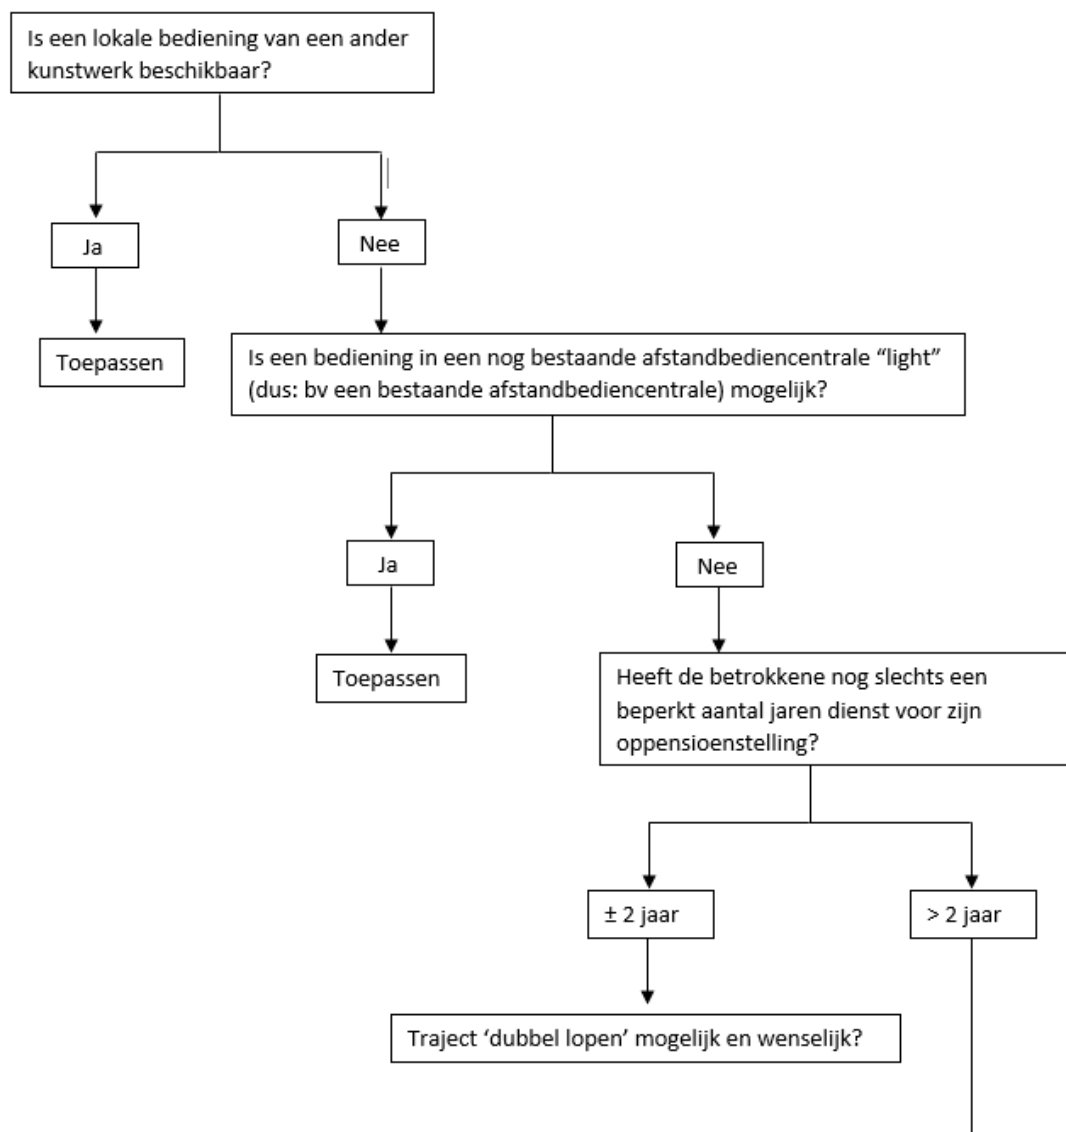 Is een lokale bediening van een ander
kunstwerk beschikbaar?
Ja
Nee
Toepassen
Is een bediening in een nog bestaande afstandbediencentrale “light”
(dus: bv een bestaande afstandbediencentrale) mogelijk?
Ja
Nee
Toepassen
Heeft de betrokkene nog slechts een
beperkt aantal jaren dienst voor zijn
oppensioenstelling?
± 2 jaar
> 2 jaar
Traject ‘dubbel lopen’ mogelijk en wenselijk?